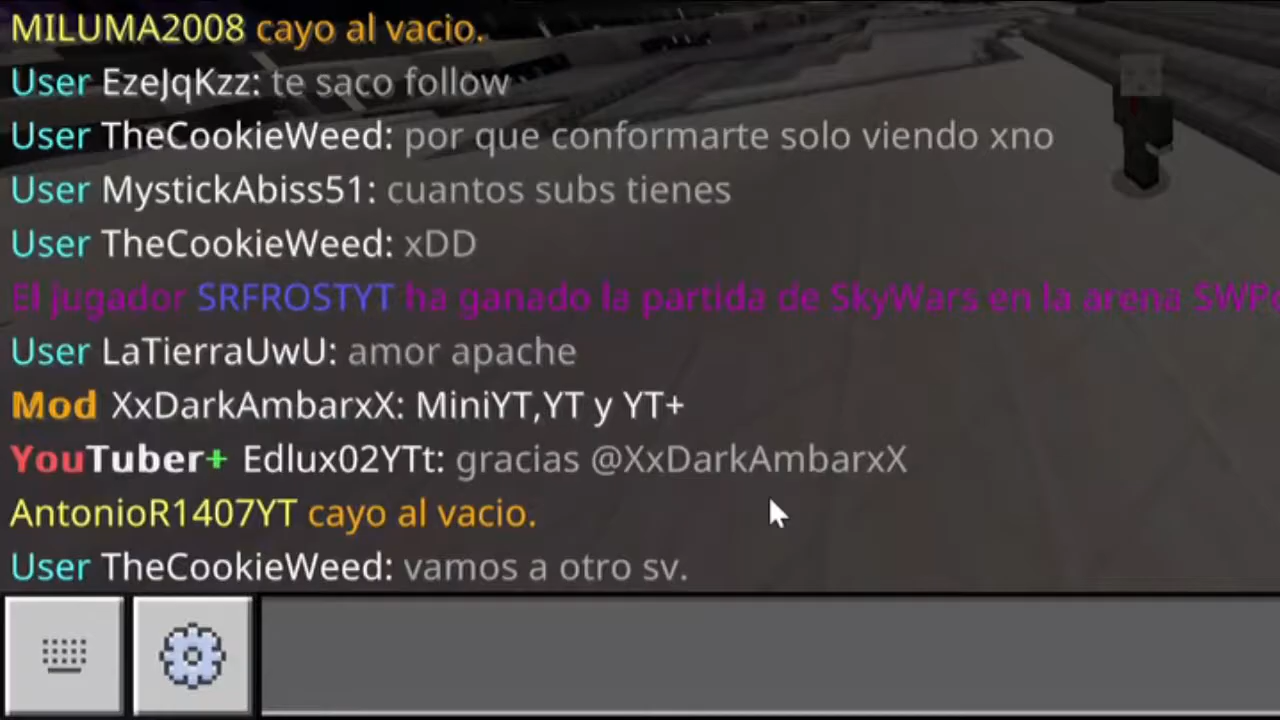 MILUMA2008 cayo al vacio.
User EzeJqKzz: te saco follow
User TheCookieWeed: por que conformarte solo viendo xno
User MystickAbiss51: cuantos subs tienes
User TheCookieWeed: xDD
El jugador SRFROSTYT ha ganado la partida de SkyWars en la arena
User LaTierraUwU: amor apache
Mod XxDarkAmbarxX: MiniYT,YT y YT+
YouTuber+ Edlux02YTt: gracias @XxDarkAmbarxX
AntonioR1407YT cayo al vacio.
User TheCookieWeed: vamos a otro sv.